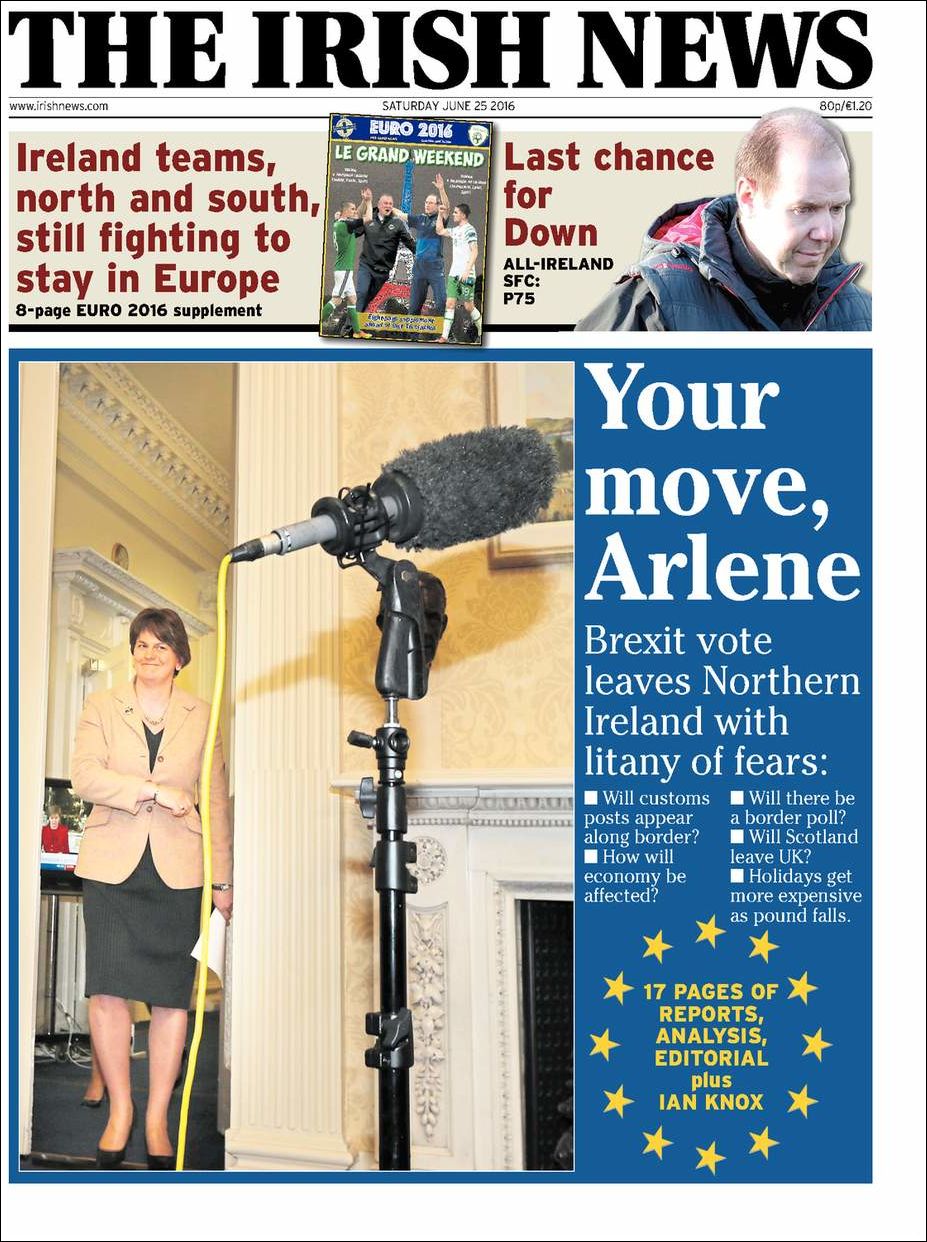 THE IRISH NEWS
www.irishnews.com
SATURDAY JUNE 25 2016
80p/€1.20
Ireland teams,
north and south,
still fighting to
stay in Europe
8-page EURO 2016 supplement
EURO 2016
LE GRAND WEEKEND
Last chance
for
Down
ALL-IRELAND
SFC:
P75
Your
move,
Arlene
Brexit vote
leaves Northern
Ireland with
litany of fears:
■ Will customs
posts appear
along border?
■ How will
economy be
affected?
■ Will there be
a border poll?
■ Will Scotland
leave UK?
■ Holidays get
more expensive
as pound falls.
17 PAGES OF
REPORTS,
ANALYSIS,
EDITORIAL
plus
IAN KNOX